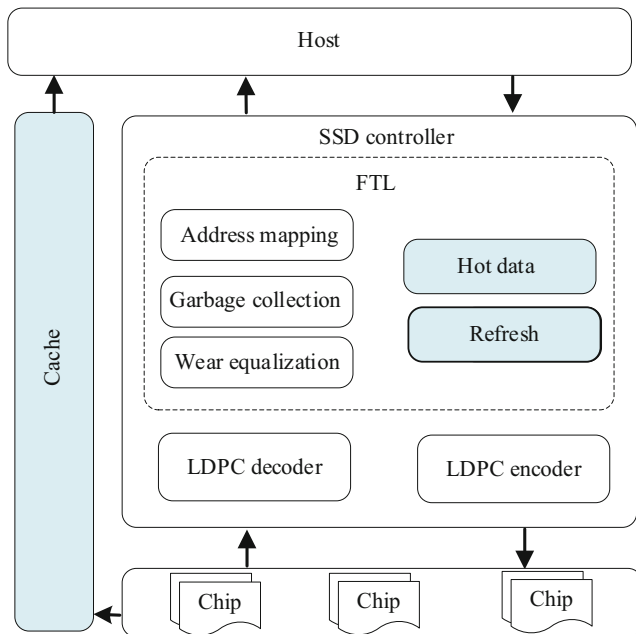 Host
SSD controller
FTL
Address mapping
Hot data
Garbage collection
Refresh
Wear equalization
Cache
LDPC decoder
LDPC encoder
Chip
Chip
Chip